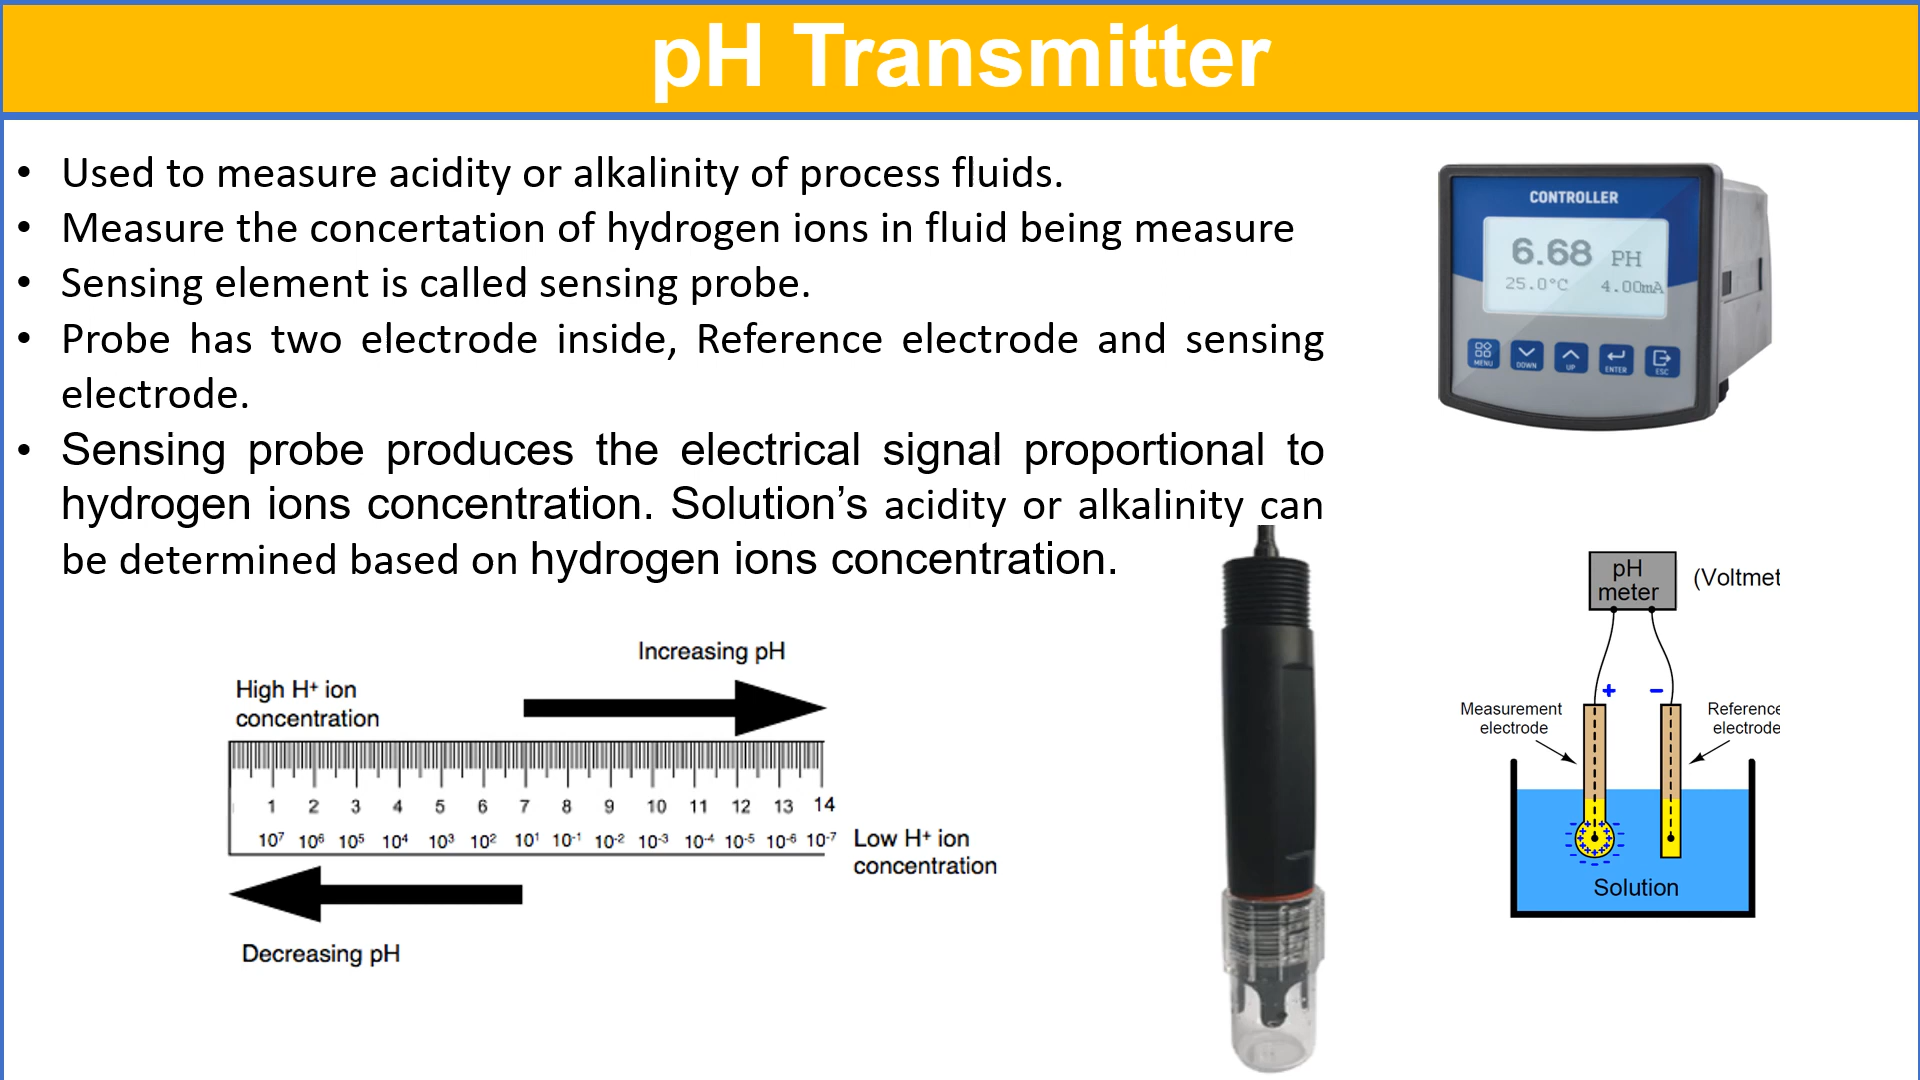 pH Transmitter
• Used to measure acidity or alkalinity of process fluids.
• Measure the concertation of hydrogen ions in fluid being measure
• Sensing element is called sensing probe.
• Probe has two electrode inside, Reference electrode and sensing
electrode.
• Sensing probe produces the electrical signal proportional to
hydrogen ions concentration. Solution’s acidity or alkalinity can
be determined based on hydrogen ions concentration.
CONTROLLER
6.68 PH
25.0°C 4.00mA
MENU DOWN UP ENTER ESC
Increasing pH
High H⁺ ion
concentration
1 2 3 4 5 6 7 8 9 10 11 12 13 14
10⁷ 10⁶ 10⁵ 10⁴ 10³ 10² 10¹ 10⁻¹ 10⁻² 10⁻³ 10⁻⁴ 10⁻⁵ 10⁻⁶ 10⁻⁷
Low H⁺ ion
concentration
Decreasing pH
pH
meter
(Voltmet
+ −
Measurement
electrode
Reference
electrode
Solution